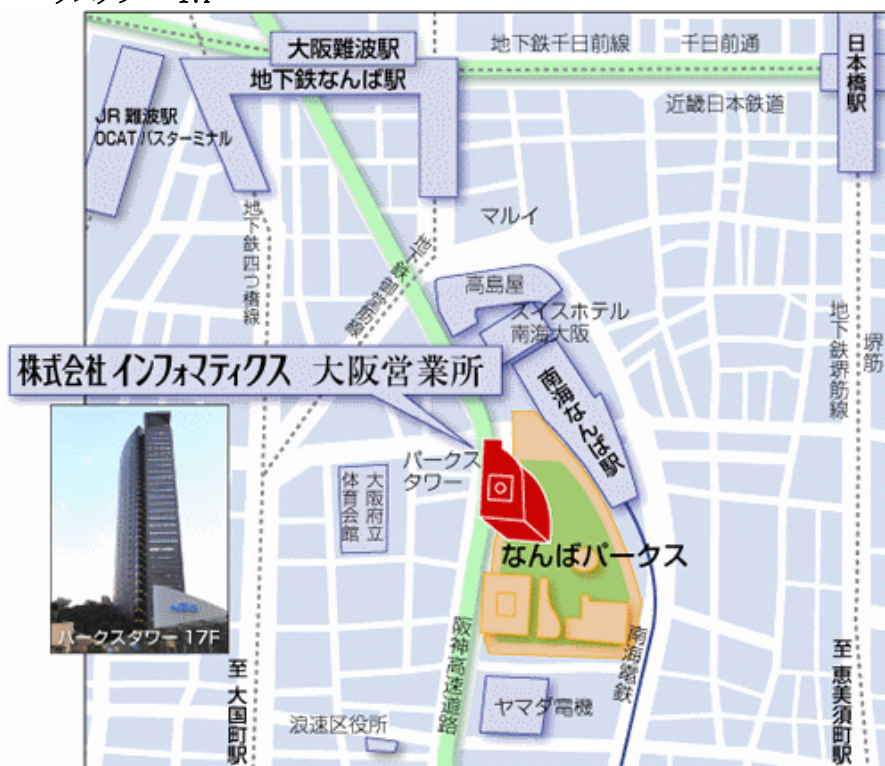 大阪難波駅
地下鉄なんば駅
地下鉄千日前線
千日前通
近畿日本鉄道
日本橋駅
JR 難波駅
OCAT バスターミナル
マルイ
地下鉄四つ橋線
地下鉄御堂筋線
高島屋
スイスホテル
南海大阪
地下鉄堺筋線
堺筋
株式会社 インフォマティクス 大阪営業所
南海なんば駅
パークス
タワー
大阪府立
体育会館
なんばパークス
パークスタワー 17F
阪神高速道路
南海電鉄
ヤマダ電機
浪速区役所
至 大国町駅
至 恵美須町駅